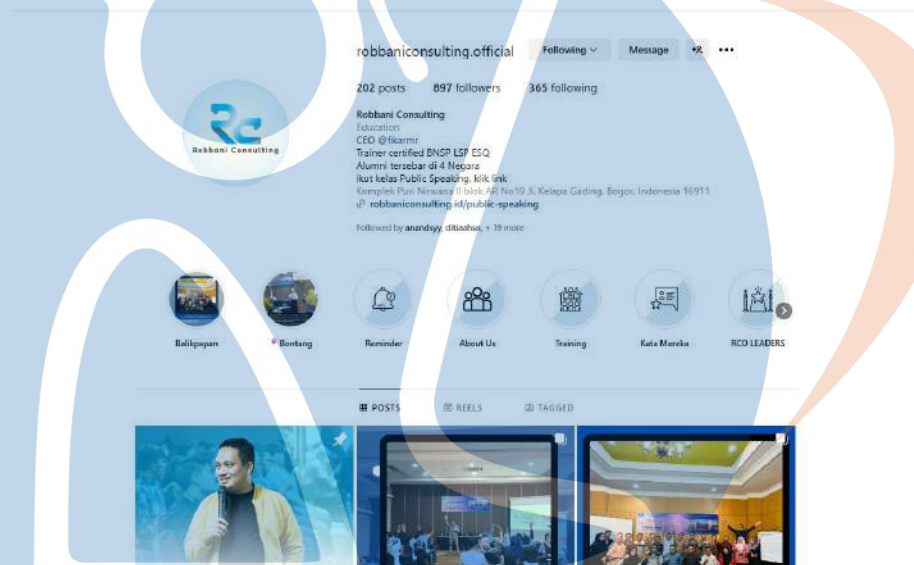 robbaniconsulting.official Following Message
202 posts 897 followers 365 following
Robbani Consulting
Education
CEO @fikarmr
Trainer certified BNSP LSP ESQ
Alumni tersebar di 4 Negara
ikut kelas Public Speaking, klik link
Komplek Puri Nirwana II blok AR No19 Jl. Kelapa Gading, Bogor, Indonesia 16911
robbaniconsulting.id/public-speaking
Followed by anandsyy, + 19 more
RC
Robbani Consulting
Balikpapan Bontang Reminder About Us Training Kata Mereka RCO LEADERS
POSTS REELS TAGGED